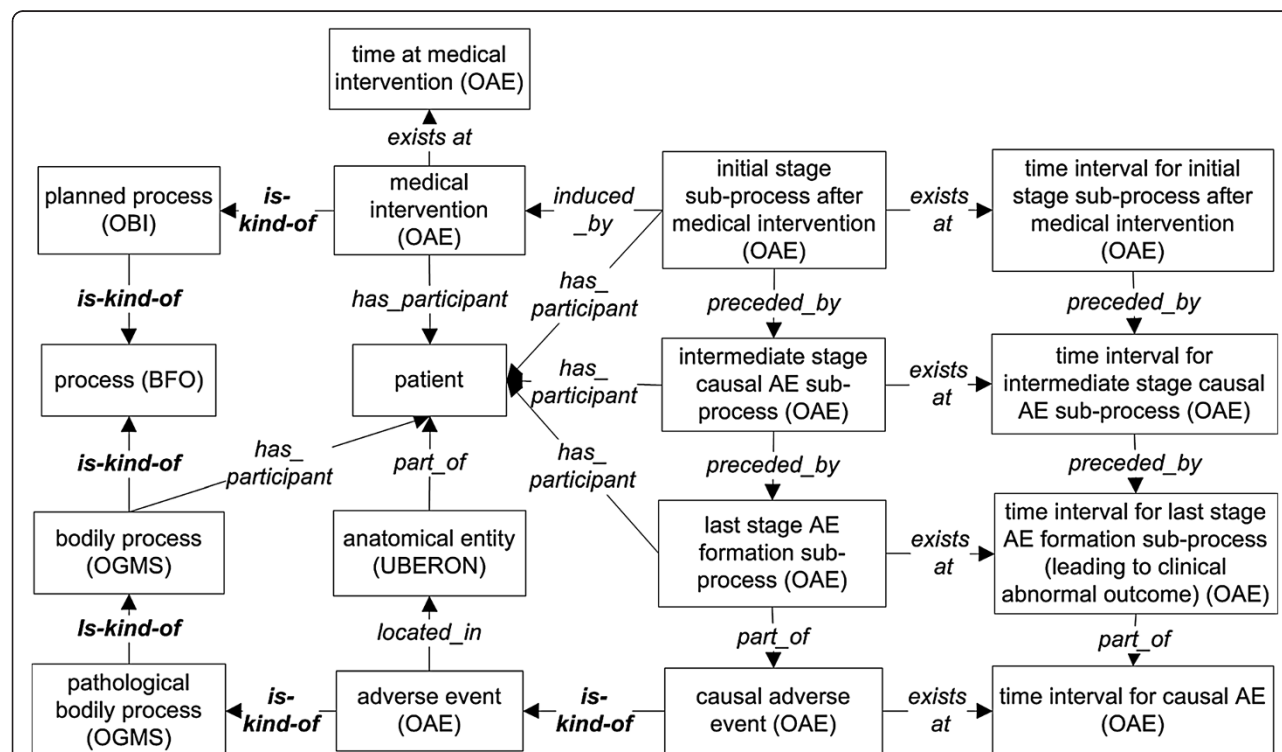 time at medical
intervention (OAE)
exists at
planned process
(OBI)
is-
kind-of
medical
intervention
(OAE)
induced
_by
initial stage
sub-process after
medical intervention
(OAE)
exists
at
time interval for initial
stage sub-process after
medical intervention
(OAE)
is-kind-of
has_participant
has_
participant
preceded_by
preceded_by
process (BFO)
patient
has_
participant
intermediate stage
causal AE sub-
process (OAE)
exists
at
time interval for
intermediate stage causal
AE sub-process (OAE)
is-kind-of
has_
participant
part_of
has_
participant
preceded_by
preceded_by
bodily process
(OGMS)
anatomical entity
(UBERON)
last stage AE
formation sub-
process (OAE)
exists
at
time interval for last stage
AE formation sub-process
(leading to clinical
abnormal outcome) (OAE)
Is-kind-of
located_in
part_of
part_of
pathological
bodily process
(OGMS)
is-
kind-of
adverse event
(OAE)
is-
kind-of
causal adverse
event (OAE)
exists
at
time interval for causal AE
(OAE)